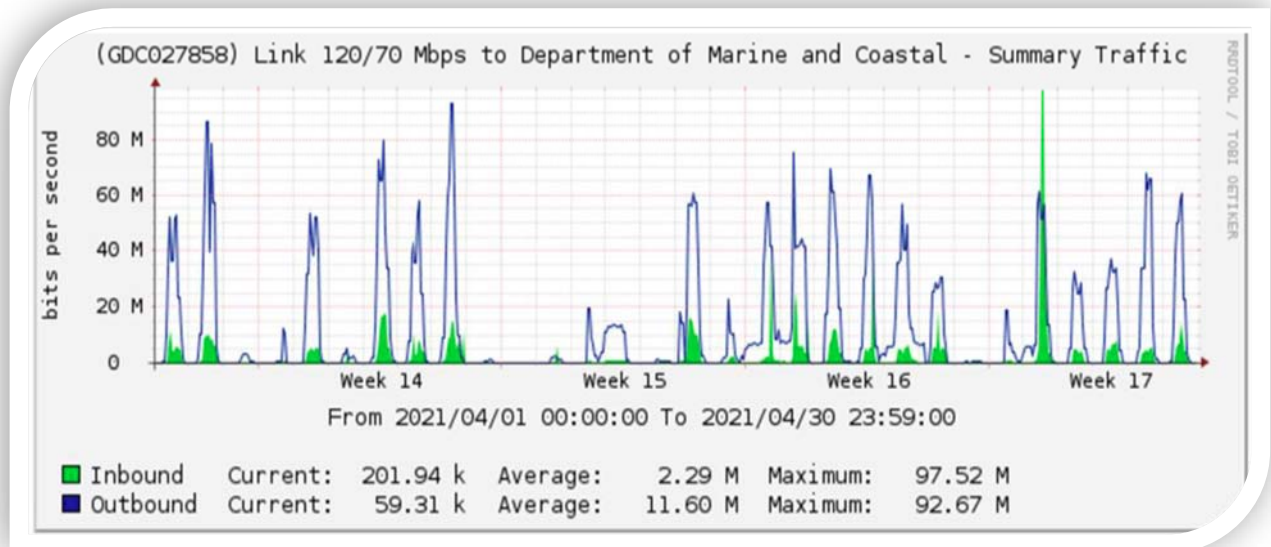 (GDC027858) Link 120/70 Mbps to Department of Marine and Coastal - Summary Traffic
RRDTOOL / TOBI OETIKER
bits per second
80 M
60 M
40 M
20 M
0
Week 14 Week 15 Week 16 Week 17
From 2021/04/01 00:00:00 To 2021/04/30 23:59:00
Inbound Current: 201.94 k Average: 2.29 M Maximum: 97.52 M
Outbound Current: 59.31 k Average: 11.60 M Maximum: 92.67 M